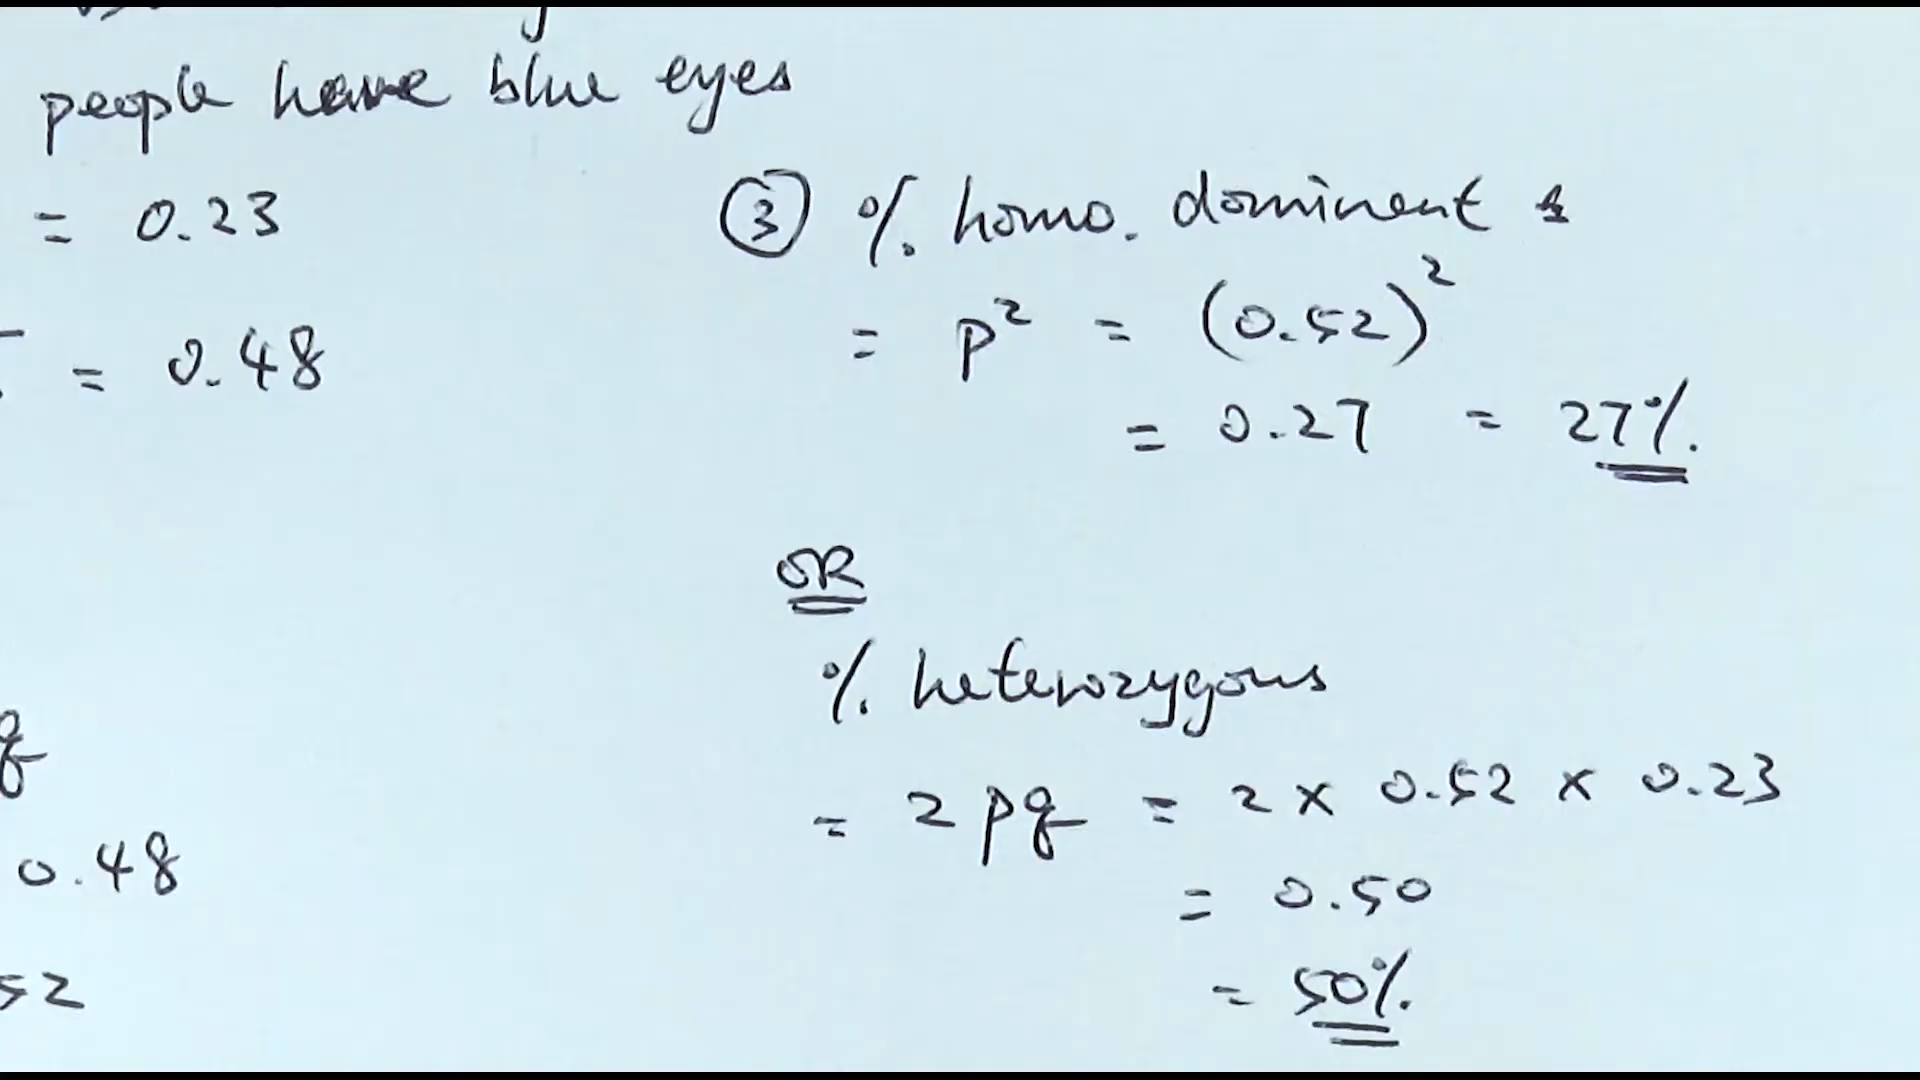 people have blue eyes
= 0.23
= 0.48
q
0.48
52
③ % homo. dominent
= p² = (0.52)²
= 0.27 = 27%.
OR
% heterozygous
= 2pq = 2 x 0.52 x 0.23
= 0.50
= 50%.